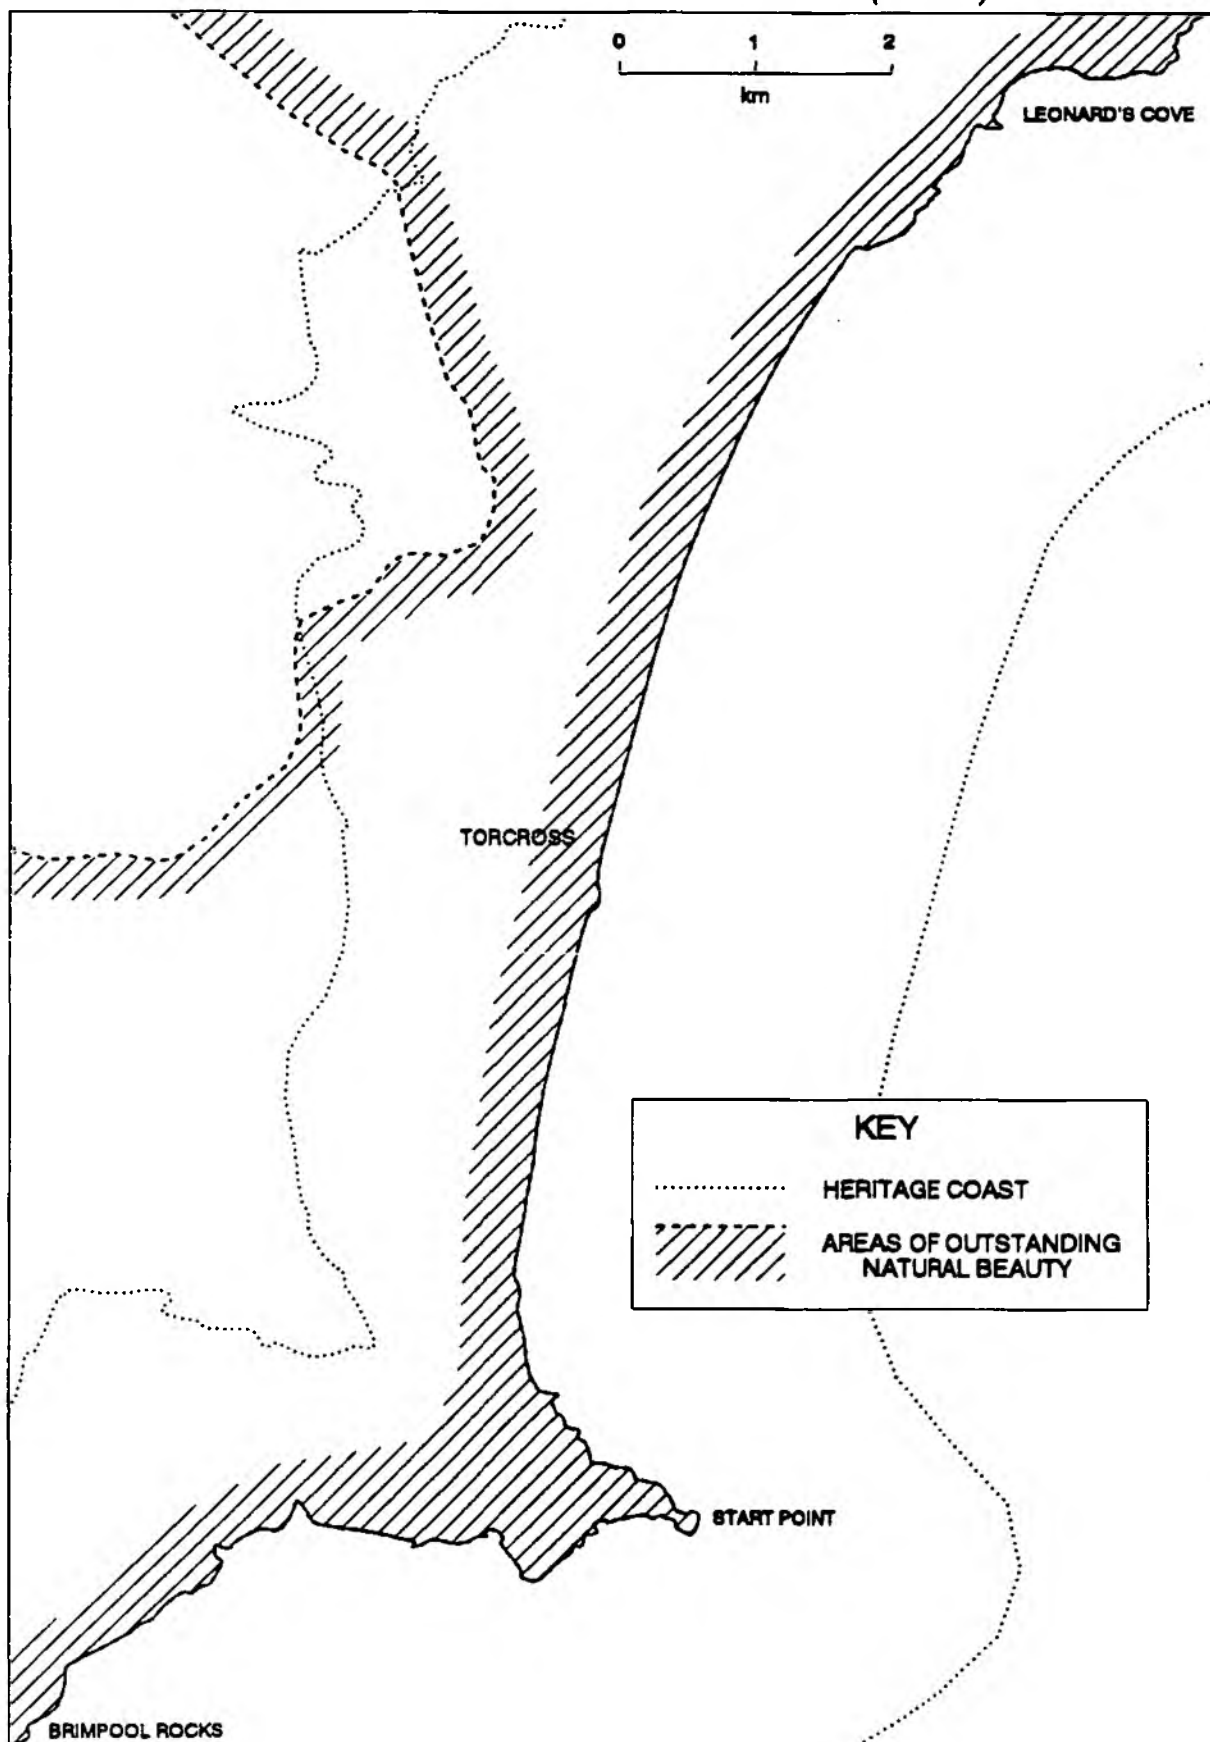 0 1 2
km
LEONARD'S COVE
TORCROSS
KEY
HERITAGE COAST
AREAS OF OUTSTANDING
NATURAL BEAUTY
START POINT
BRIMPOOL ROCKS